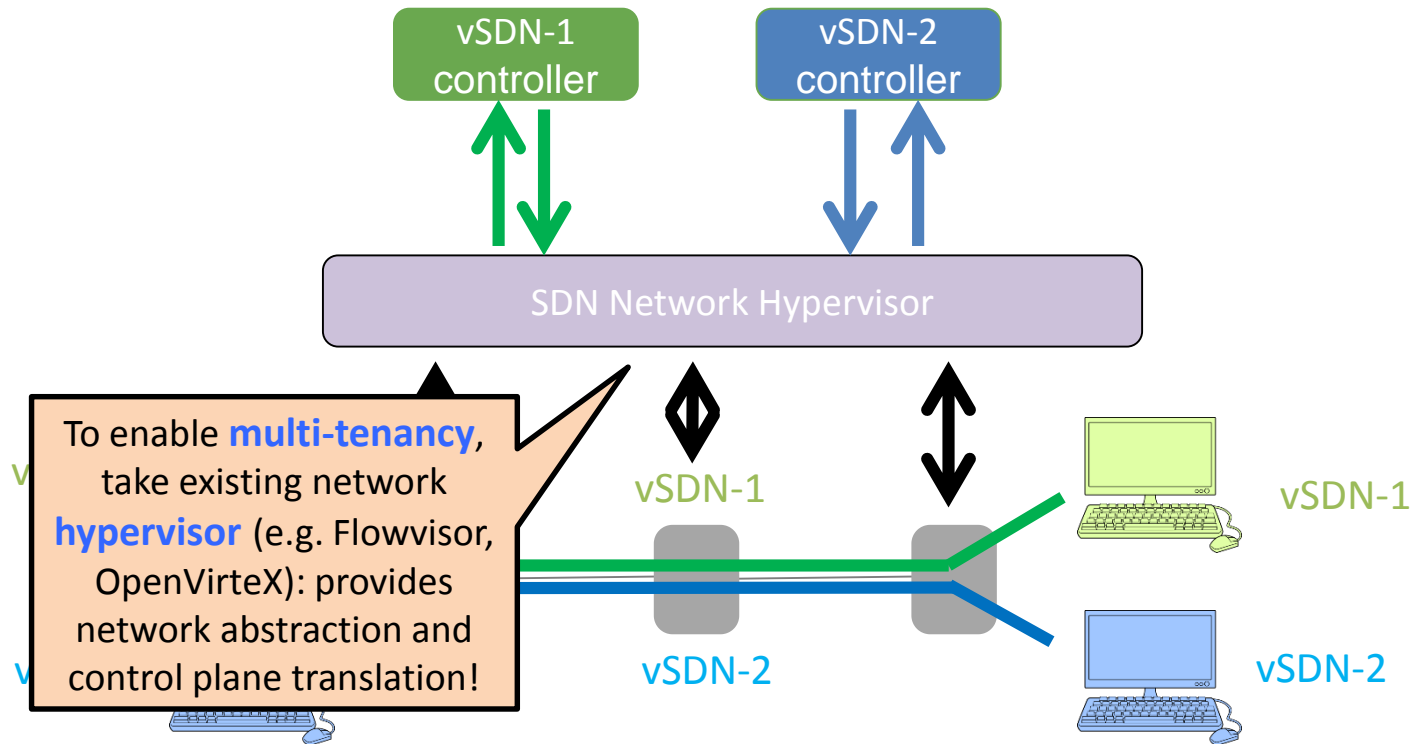 vSDN-1
controller
vSDN-2
controller
SDN Network Hypervisor
To enable multi-tenancy,
take existing network
hypervisor (e.g. Flowvisor,
OpenVirteX): provides
network abstraction and
control plane translation!
v
vSDN-1
vSDN-1
v
vSDN-2
vSDN-2